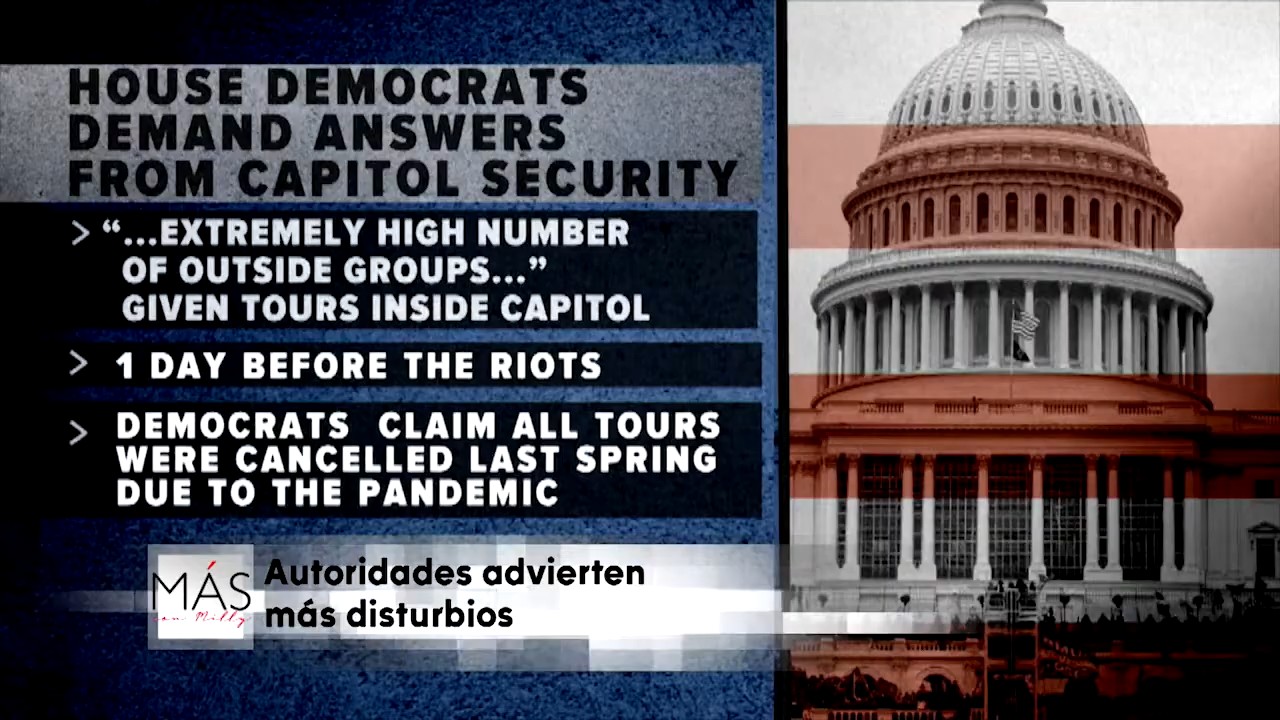 HOUSE DEMOCRATS
DEMAND ANSWERS
FROM CAPITOL SECURITY
> “...EXTREMELY HIGH NUMBER
OF OUTSIDE GROUPS...”
GIVEN TOURS INSIDE CAPITOL
> 1 DAY BEFORE THE RIOTS
> DEMOCRATS CLAIM ALL TOURS
WERE CANCELLED LAST SPRING
DUE TO THE PANDEMIC
MÁS
con Milly
Autoridades advierten
más disturbios